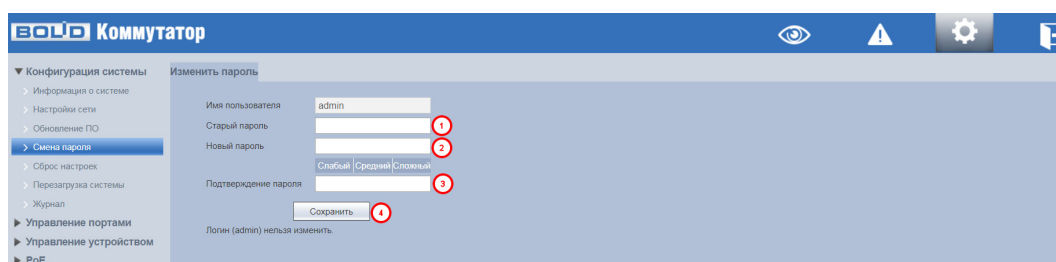 BOLID Коммутатор
Конфигурация системы
Информация о системе
Настройки сети
Обновление ПО
Смена пароля
Сброс настроек
Перезагрузка системы
Журнал
Управление портами
Управление устройством
PoE
Изменить пароль
Имя пользователя admin
Старый пароль 1
Новый пароль 2
Слабый Средний Сложный
Подтверждение пароля 3
Сохранить 4
Логин (admin) нельзя изменить.